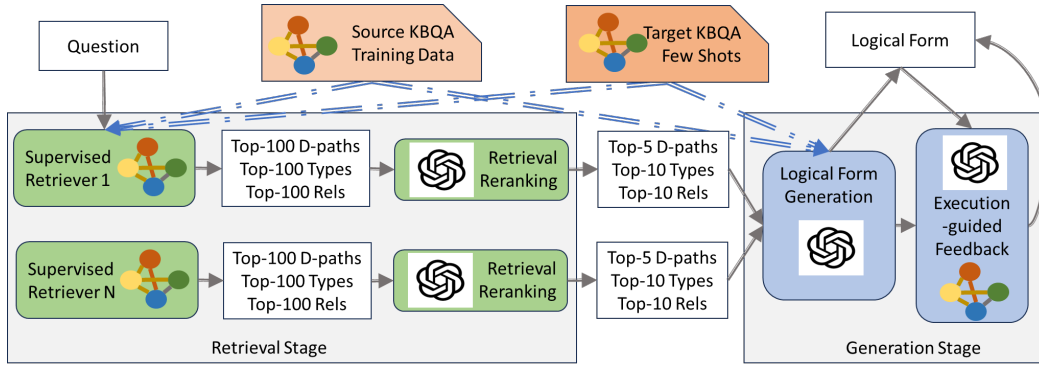 Question
Source KBQA
Training Data
Target KBQA
Few Shots
Logical Form
Supervised
Retriever 1
Top-100 D-paths
Top-100 Types
Top-100 Rels
Retrieval
Reranking
Top-5 D-paths
Top-10 Types
Top-10 Rels
Logical Form
Generation
Execution
-guided
Feedback
Supervised
Retriever N
Top-100 D-paths
Top-100 Types
Top-100 Rels
Retrieval
Reranking
Top-5 D-paths
Top-10 Types
Top-10 Rels
Retrieval Stage
Generation Stage